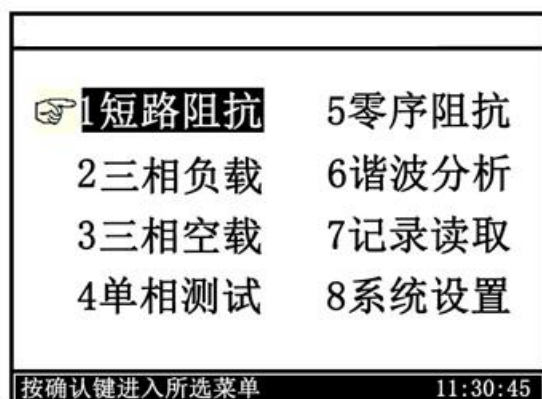 1短路阻抗 5零序阻抗
2三相负载 6谐波分析
3三相空载 7记录读取
4单相测试 8系统设置
按确认键进入所选菜单 11:30:45